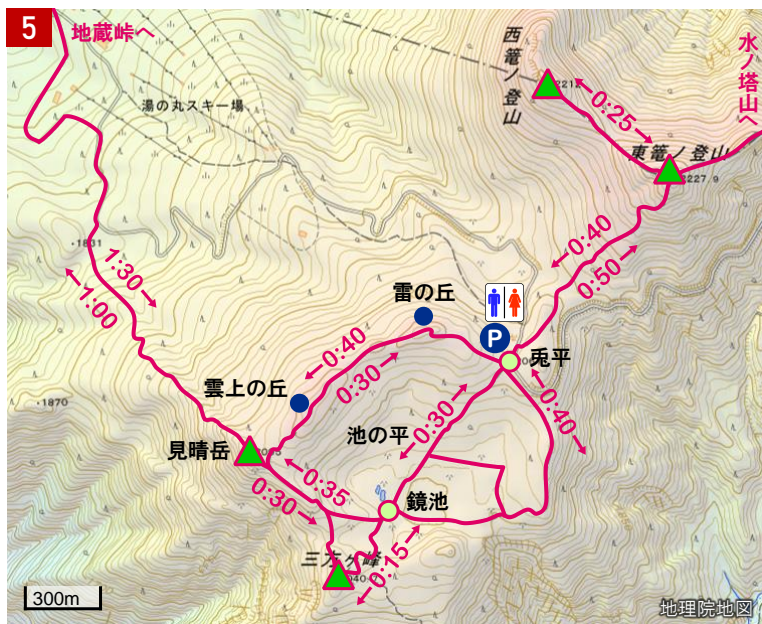 5
地蔵峠へ
西篭ノ登山
2212
水ノ塔山へ
湯の丸スキー場
←0:25→
東篭ノ登山
2227.9
・1831
1:30→
←1:00
←0:40
0:50→
雷の丘
P
兎平
←0:40
0:30→
雲上の丘
・1870
見晴岳
池の平
←0:30→
←0:40→
←0:35
0:30→
鏡池
三方ヶ峰
←0:15→
300m
地理院地図